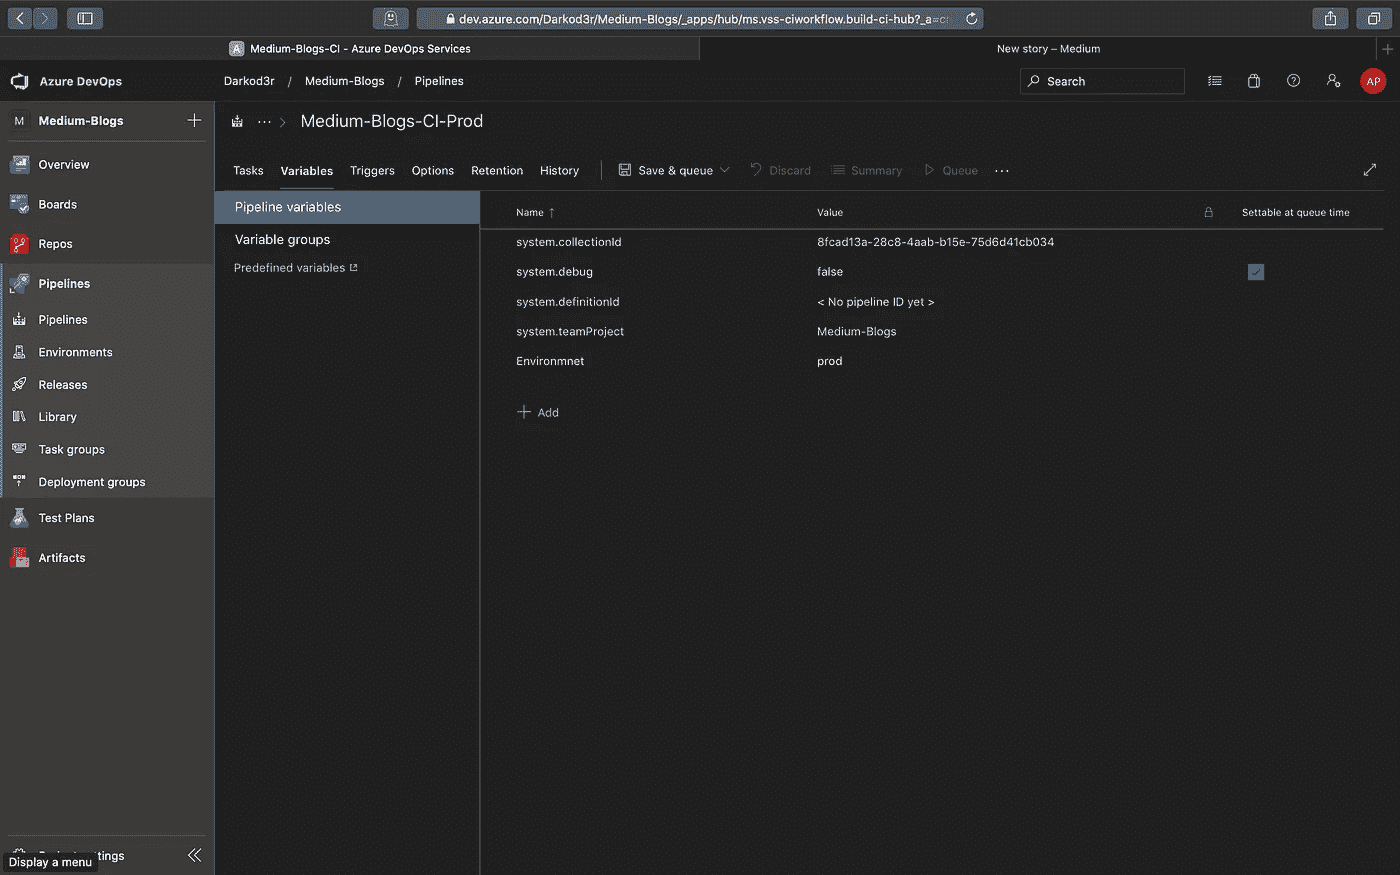 dev.azure.com/Darkod3r/Medium-Blogs/_apps/hub/ms.vss-ciworkflow.build-ci-hub?_a=c
A Medium-Blogs-CI - Azure DevOps Services
New story – Medium
Azure DevOps
Darkod3r / Medium-Blogs / Pipelines
Search
AP
M Medium-Blogs
Medium-Blogs-CI-Prod
Overview
Boards
Repos
Pipelines
Pipelines
Environments
Releases
Library
Task groups
Deployment groups
Test Plans
Artifacts
Display a menu
Tasks Variables Triggers Options Retention History Save & queue Discard Summary Queue ...
Pipeline variables
Variable groups
Predefined variables
Name ↑ Value Settable at queue time
system.collectionId 8fcad13a-28c8-4aab-b15e-75d6d41cb034
system.debug false
system.definitionId < No pipeline ID yet >
system.teamProject Medium-Blogs
Environmnet prod
+ Add